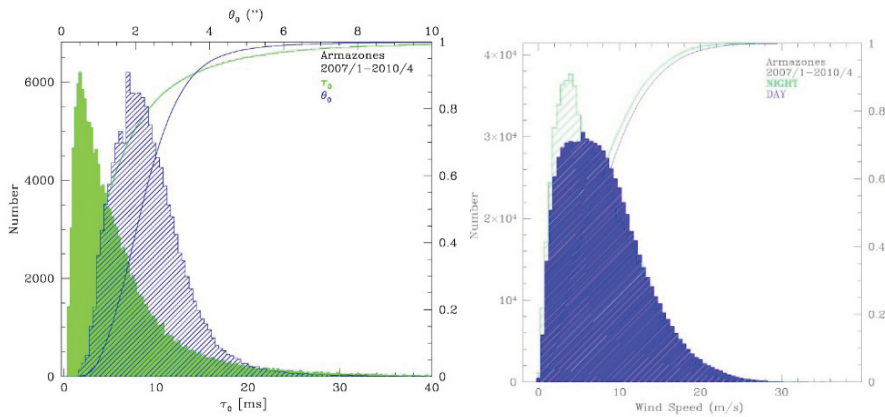 θ₀ (")
0 2 4 6 8 10
Armazones
2007/1-2010/4
τ₀
θ₀
Number
6000
4000
2000
0
1
0.8
0.6
0.4
0.2
0
0 10 20 30 40
τ₀ [ms]
Armazones
2007/1-2010/4
NIGHT
DAY
Number
4×10⁴
3×10⁴
2×10⁴
10⁴
0
1
0.8
0.6
0.4
0.2
0
0 10 20 30
Wind Speed (m/s)